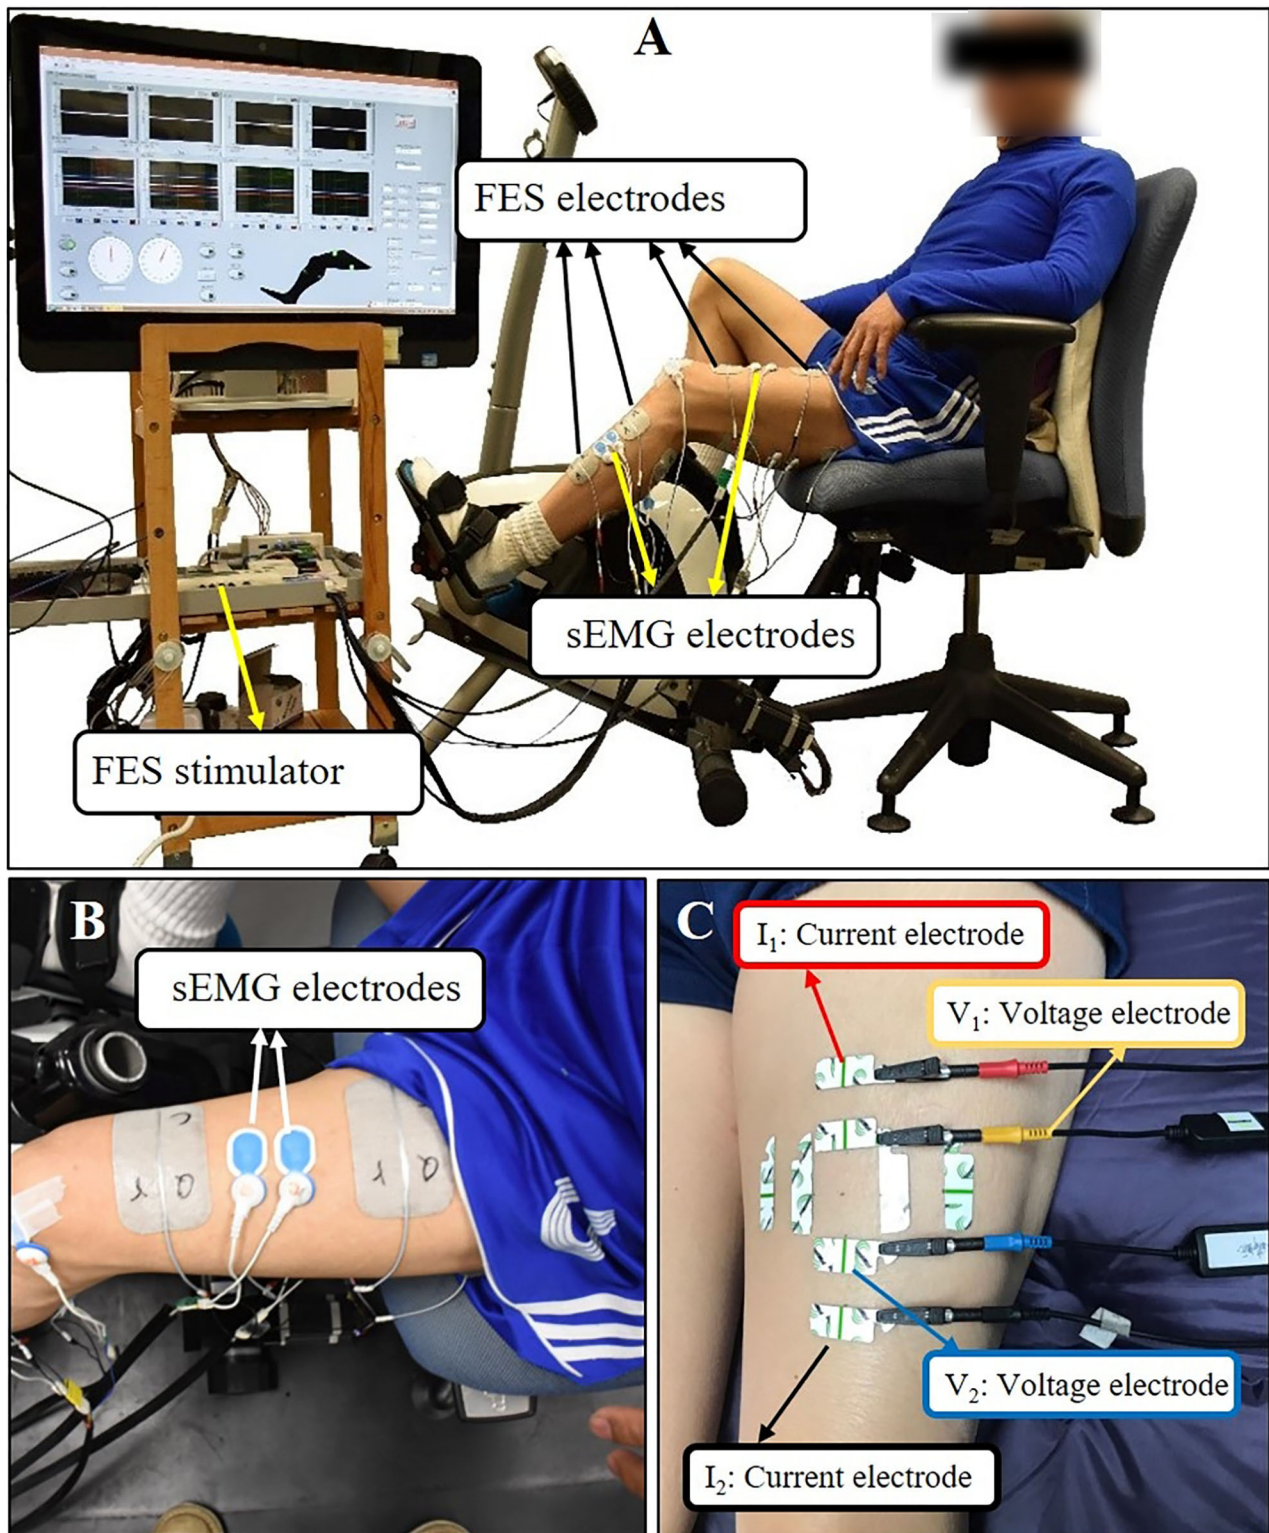 A
FES electrodes
sEMG electrodes
FES stimulator
B
sEMG electrodes
C
I₁: Current electrode
V₁: Voltage electrode
V₂: Voltage electrode
I₂: Current electrode